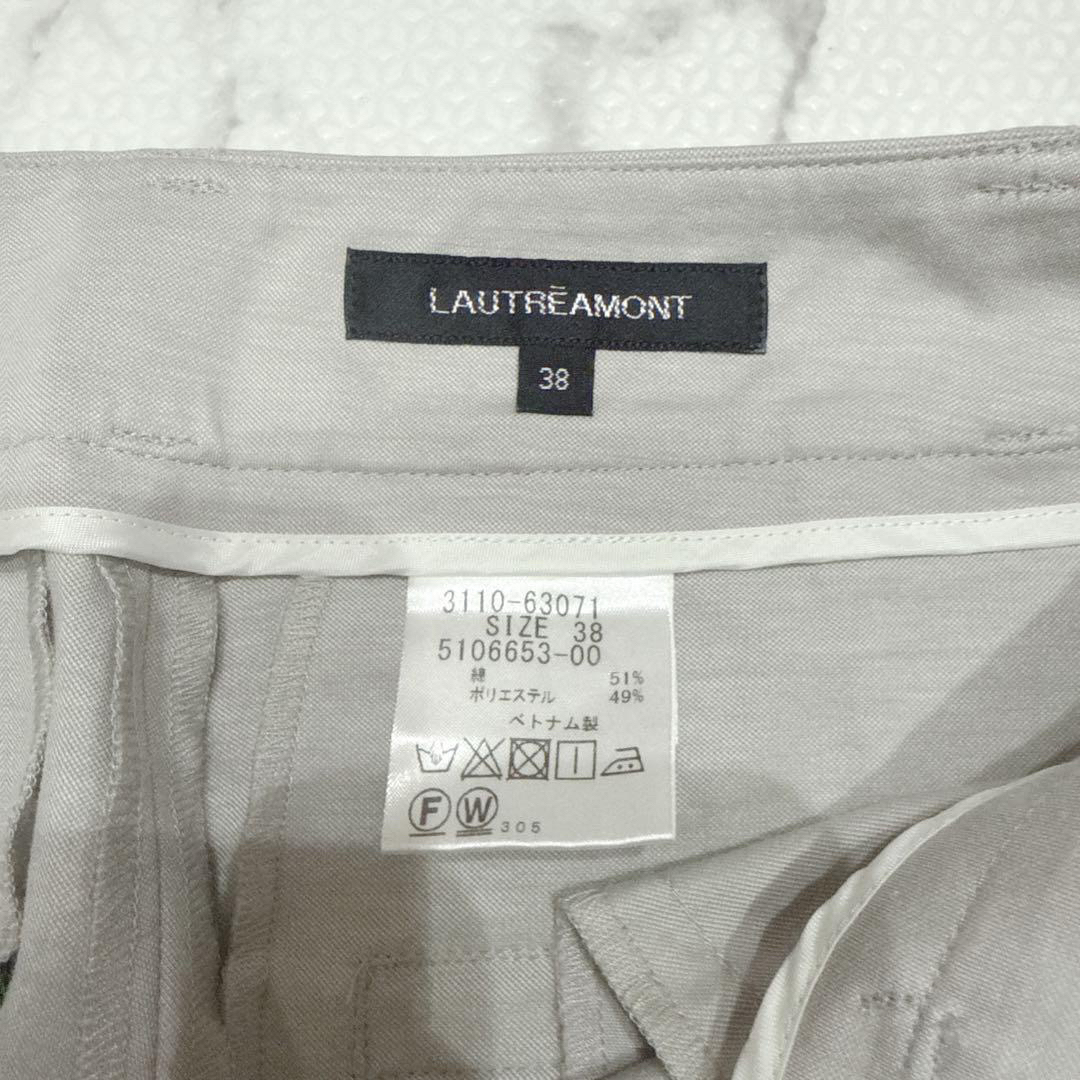 LAUTRĒAMONT
38
3110-63071
SIZE 38
5106653-00
綿 51%
ポリエステル 49%
ベトナム製
F W 305